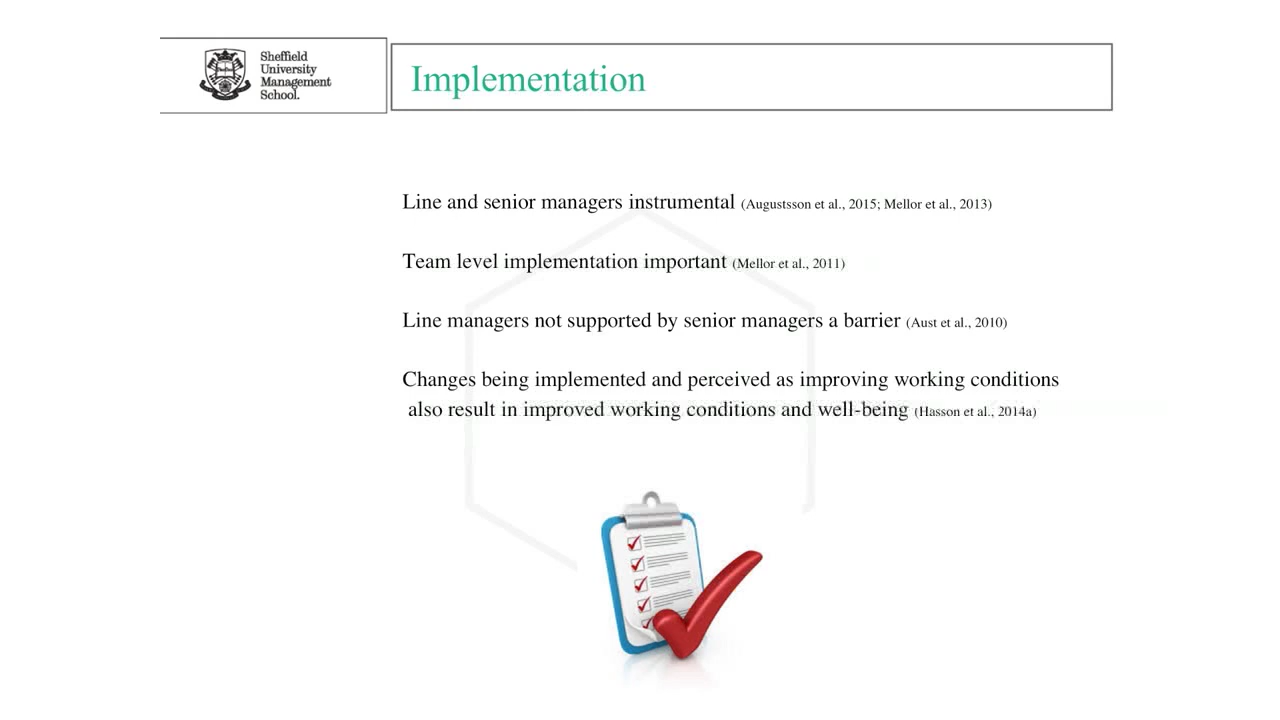 Sheffield
University
Management
School.
Implementation
Line and senior managers instrumental (Augustsson et al., 2015; Mellor et al., 2013)
Team level implementation important (Mellor et al., 2011)
Line managers not supported by senior managers a barrier (Aust et al., 2010)
Changes being implemented and perceived as improving working conditions
also result in improved working conditions and well-being (Hasson et al., 2014a)